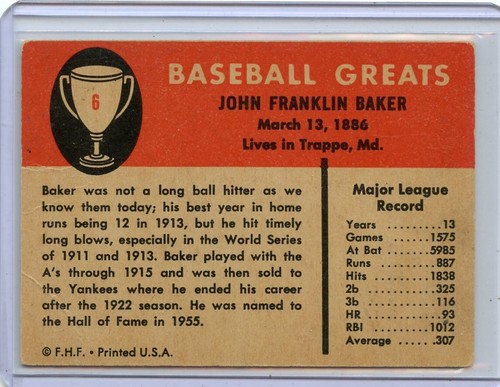 6
BASEBALL GREATS
JOHN FRANKLIN BAKER
March 13, 1886
Lives in Trappe, Md.
Baker was not a long ball hitter as we
know them today; his best year in home
runs being 12 in 1913, but he hit timely
long blows, especially in the World Series
of 1911 and 1913. Baker played with the
A's through 1915 and was then sold to
the Yankees where he ended his career
after the 1922 season. He was named to
the Hall of Fame in 1955.
© F.H.F. • Printed U.S.A.
Major League
Record
Years ........13
Games .......1575
At Bat .......5985
Runs ........887
Hits ........1838
2b ..........325
3b ..........116
HR ..........93
RBI .........1012
Average .....307